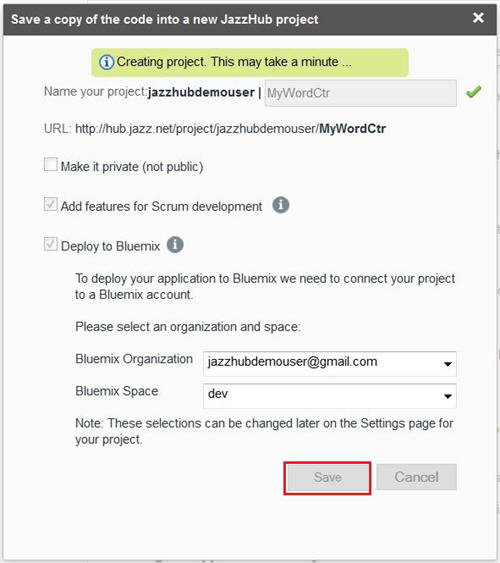 Save a copy of the code into a new JazzHub project
Creating project. This may take a minute ...
Name your project:jazzhubdemouser | MyWordCtr
URL: http://hub.jazz.net/project/jazzhubdemouser/MyWordCtr
Make it private (not public)
Add features for Scrum development
Deploy to Bluemix
To deploy your application to Bluemix we need to connect your project
to a Bluemix account.
Please select an organization and space:
Bluemix Organization jazzhubdemouser@gmail.com
Bluemix Space dev
Note: These selections can be changed later on the Settings page for
your project.
Save Cancel